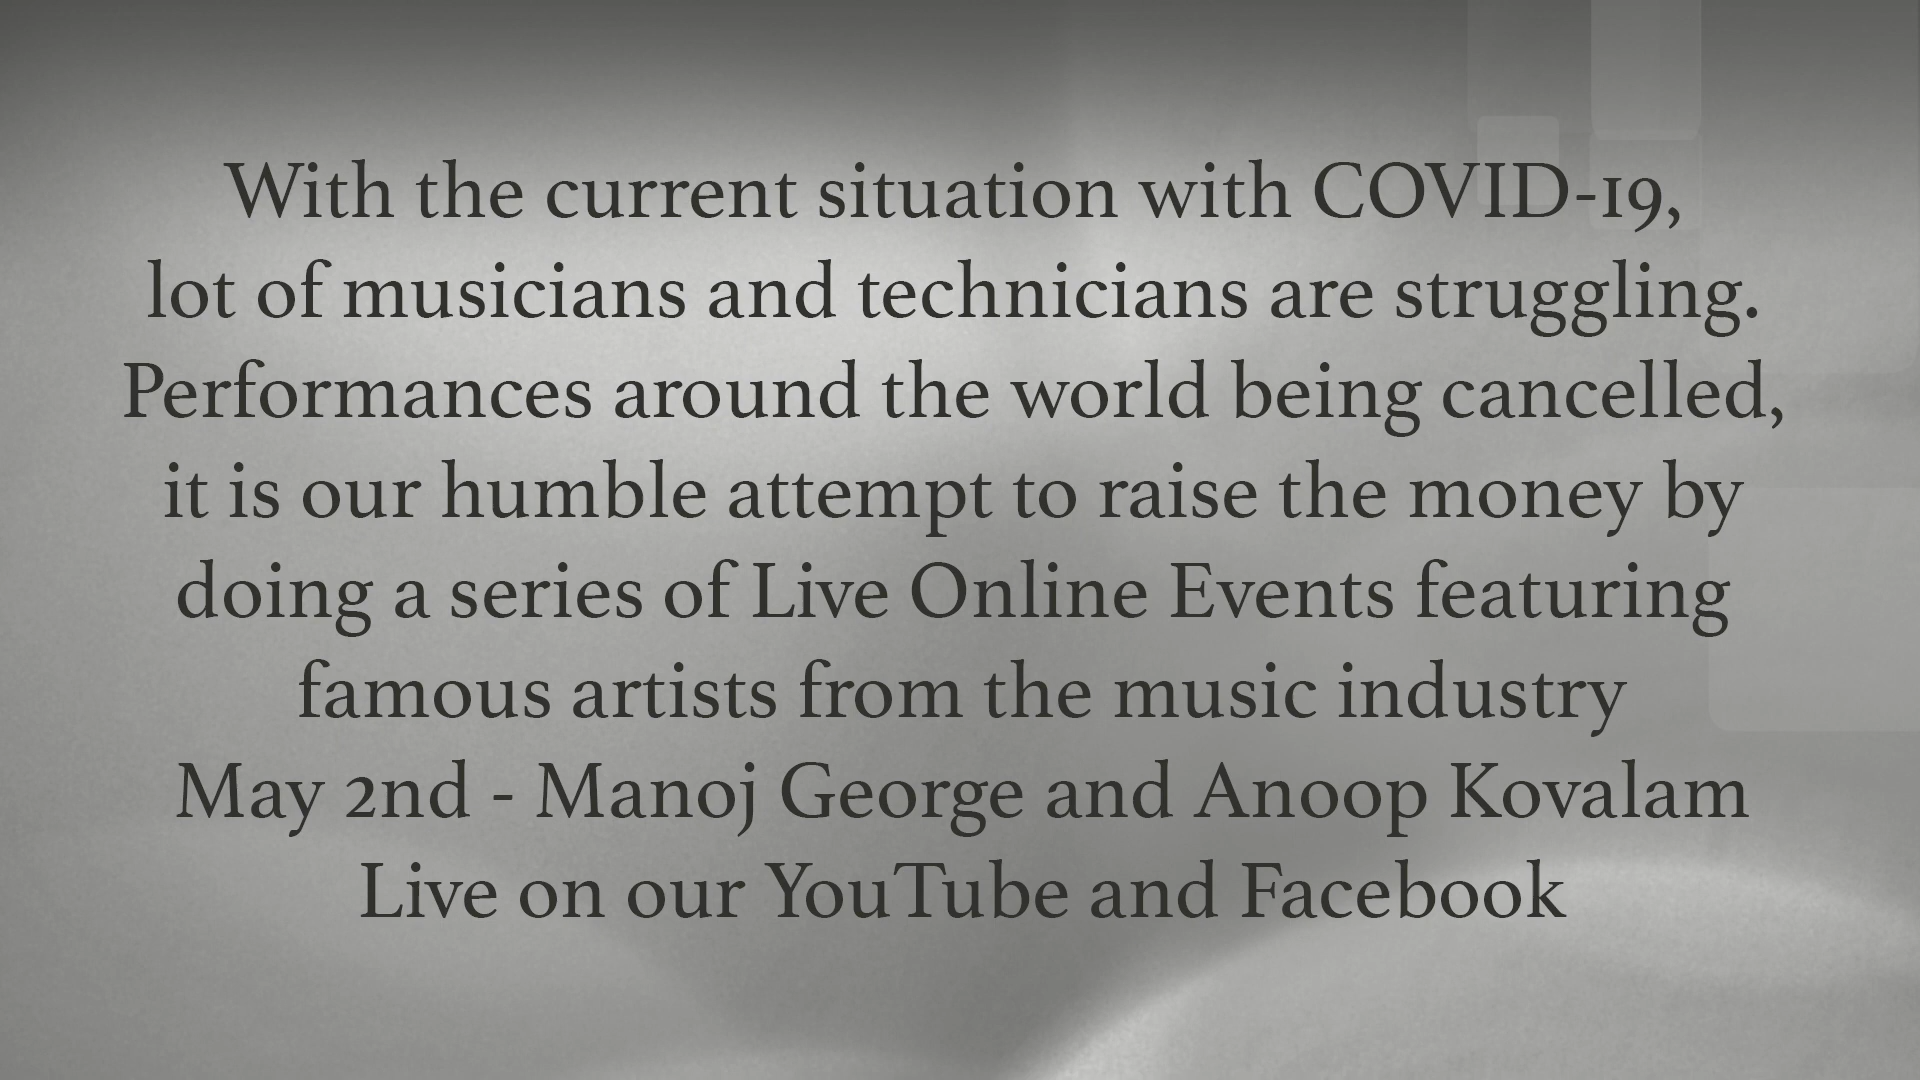 With the current situation with COVID-19,
lot of musicians and technicians are struggling.
Performances around the world being cancelled,
it is our humble attempt to raise the money by
doing a series of Live Online Events featuring
famous artists from the music industry
May 2nd - Manoj George and Anoop Kovalam
Live on our YouTube and Facebook